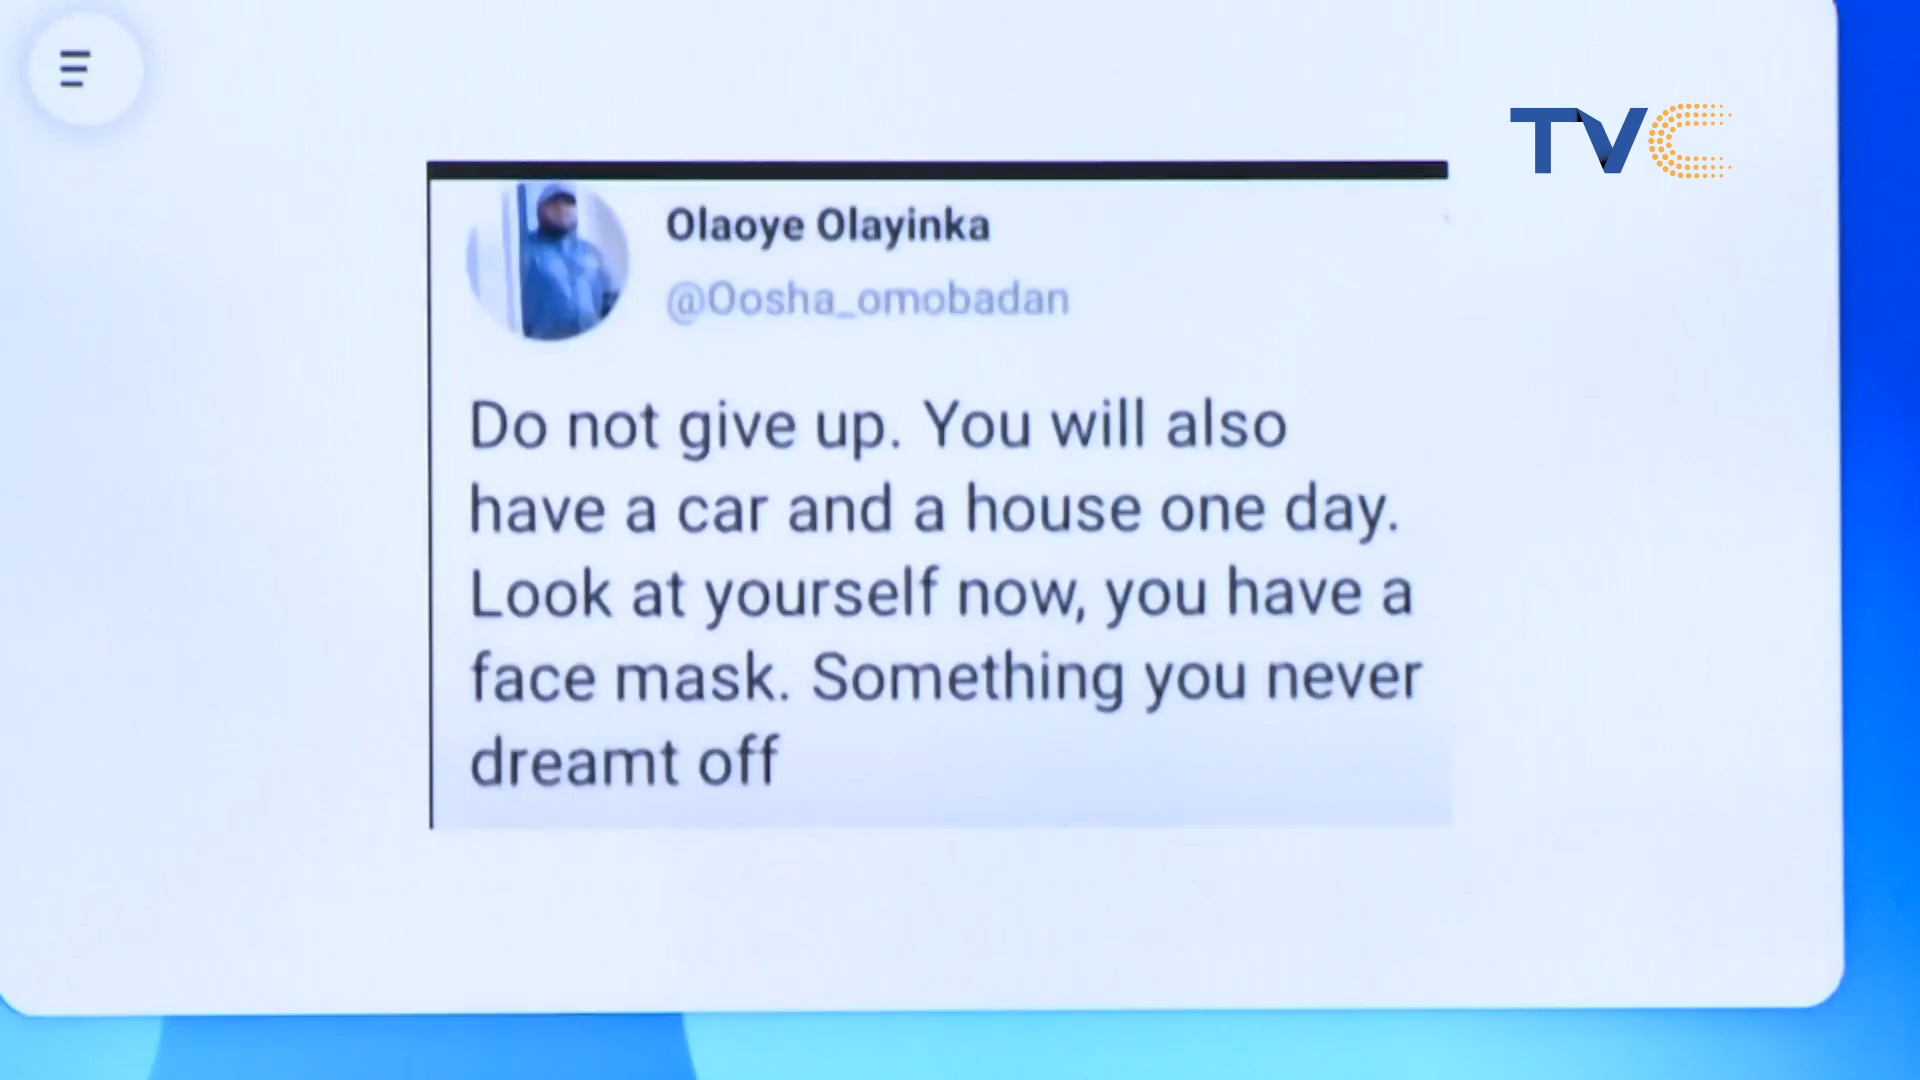 TVC
Olaoye Olayinka
@Oosha_omobadan
Do not give up. You will also
have a car and a house one day.
Look at yourself now, you have a
face mask. Something you never
dreamt off